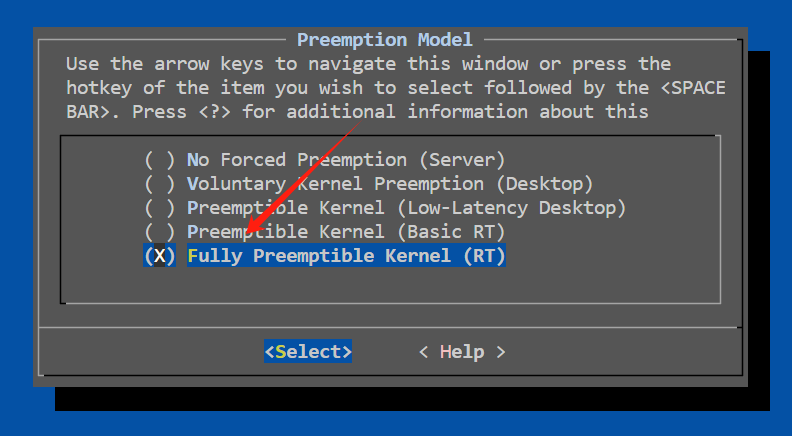 Preemption Model
Use the arrow keys to navigate this window or press the
hotkey of the item you wish to select followed by the <SPACE
BAR>. Press <?> for additional information about this
( ) No Forced Preemption (Server)
( ) Voluntary Kernel Preemption (Desktop)
( ) Preemptible Kernel (Low-Latency Desktop)
( ) Preemptible Kernel (Basic RT)
(X) Fully Preemptible Kernel (RT)
<Select> < Help >